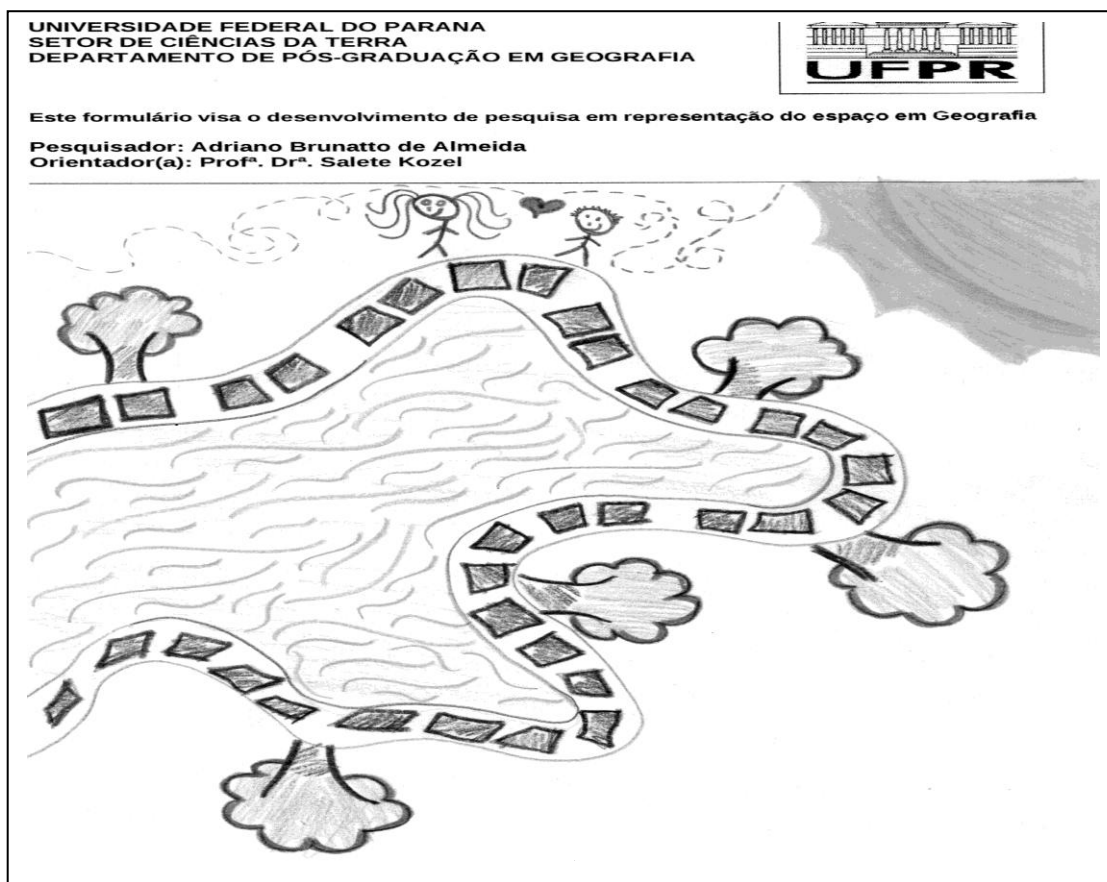 UNIVERSIDADE FEDERAL DO PARANA
SETOR DE CIÊNCIAS DA TERRA
DEPARTAMENTO DE PÓS-GRADUAÇÃO EM GEOGRAFIA
UFPR
Este formulário visa o desenvolvimento de pesquisa em representação do espaço em Geografia
Pesquisador: Adriano Brunatto de Almeida
Orientador(a): Profª. Drª. Salete Kozel